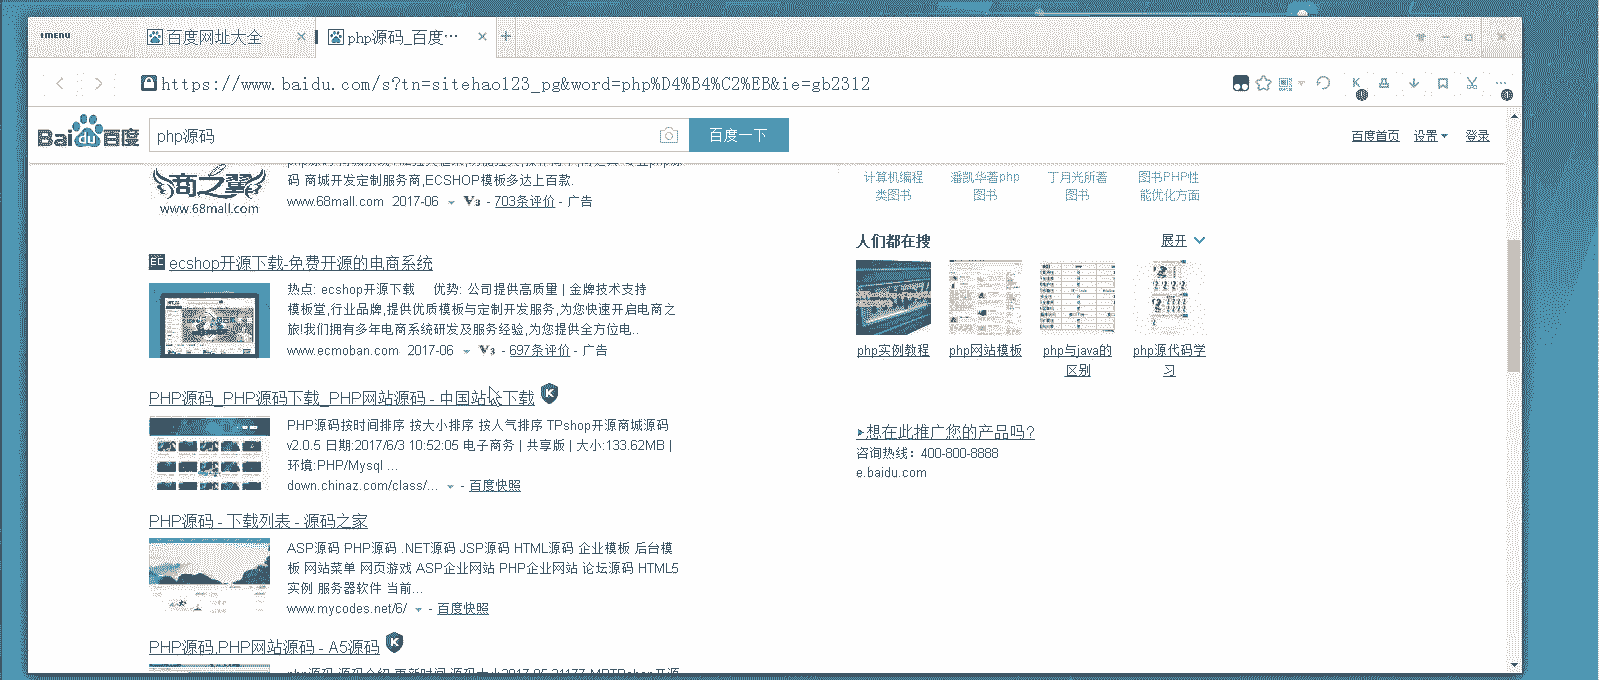 ≡MENU
百度网址大全
php源码_百度…
https://www.baidu.com/s?tn=sitehao123_pg&word=php%D4%B4%C2%EB&ie=gb2312
Bai du 百度
php源码
百度一下
百度首页 设置 登录
商之翼
www.68mall.com
码 商城开发定制服务商,ECSHOP模板多达上百款.
www.68mall.com 2017-06 V3 - 703条评价 - 广告
EC ecshop开源下载-免费开源的电商系统
热点: ecshop开源下载 优势: 公司提供高质量 | 金牌技术支持
模板堂,行业品牌,提供优质模板与定制开发服务,为您快速开启电商之
旅!我们拥有多年电商系统研发及服务经验,为您提供全方位电..
www.ecmoban.com 2017-06 V3 - 697条评价 - 广告
PHP源码_PHP源码下载_PHP网站源码 - 中国站长下载
PHP源码按时间排序 按大小排序 按人气排序 TPshop开源商城源码
v2.0.5 日期:2017/6/3 10:52:05 电子商务 | 共享版 | 大小:133.62MB |
环境:PHP/Mysql ...
down.chinaz.com/class/... - 百度快照
PHP源码 - 下载列表 - 源码之家
ASP源码 PHP源码 .NET源码 JSP源码 HTML源码 企业模板 后台模
板 网站菜单 网页游戏 ASP企业网站 PHP企业网站 论坛源码 HTML5
实例 服务器软件 当前...
www.mycodes.net/6/ - 百度快照
PHP源码,PHP网站源码 - A5源码
计算机编程
类图书
潘凯华著php
图书
丁月光所著
图书
图书PHP性
能优化方面
人们都在搜
展开
php实例教程
php网站模板
php与java的
区别
php源代码学
习
想在此推广您的产品吗?
咨询热线：400-800-8888
e.baidu.com